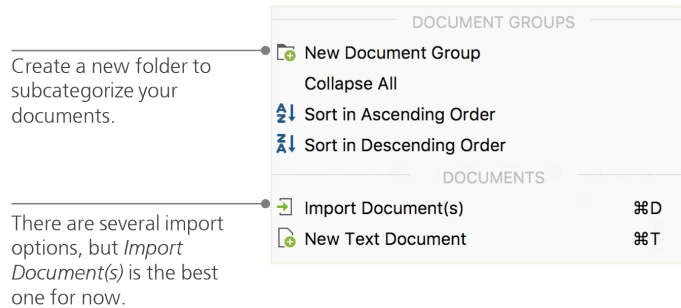 DOCUMENT GROUPS
New Document Group
Create a new folder to
subcategorize your
documents.
Collapse All
Sort in Ascending Order
Sort in Descending Order
DOCUMENTS
Import Document(s) ⌘D
There are several import
options, but Import
Document(s) is the best
one for now.
New Text Document ⌘T